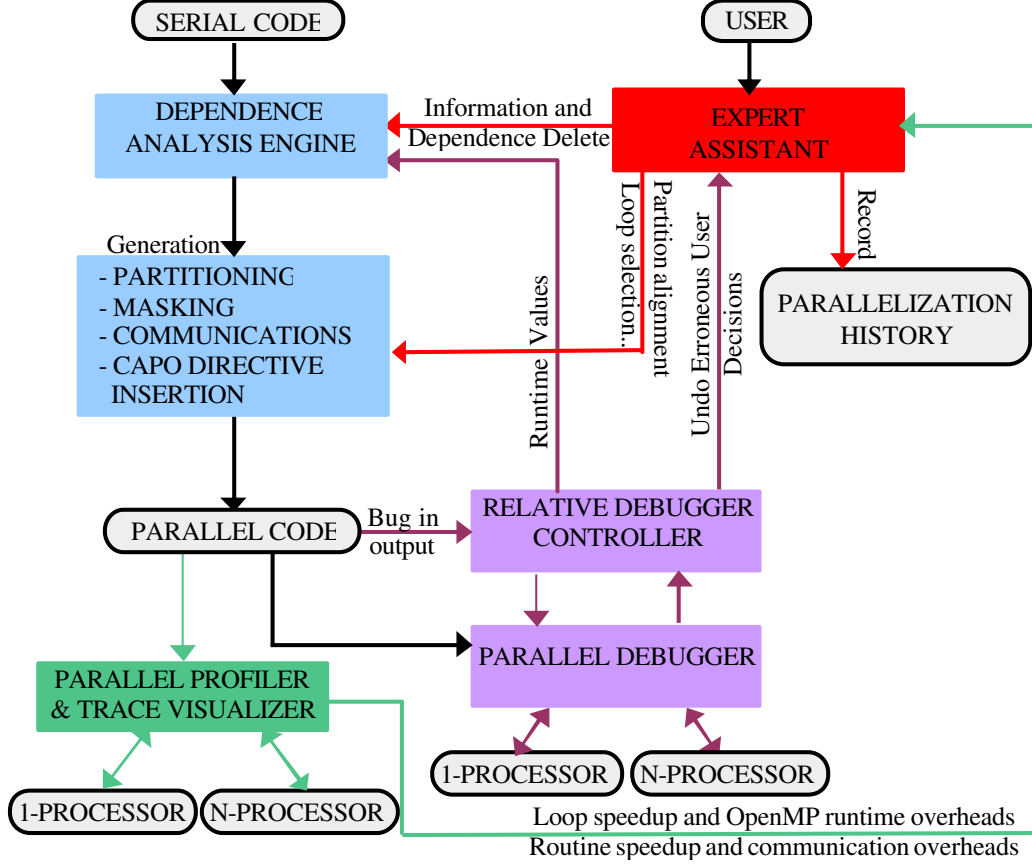 SERIAL CODE
USER
DEPENDENCE
ANALYSIS ENGINE
Information and
Dependence Delete
EXPERT
ASSISTANT
Generation
- PARTITIONING
- MASKING
- COMMUNICATIONS
- CAPO DIRECTIVE
INSERTION
Runtime Values
Partition alignment
Loop selection..
Undo Erroneous User
Decisions
Record
PARALLELIZATION
HISTORY
PARALLEL CODE
Bug in
output
RELATIVE DEBUGGER
CONTROLLER
PARALLEL DEBUGGER
PARALLEL PROFILER
& TRACE VISUALIZER
1-PROCESSOR
N-PROCESSOR
1-PROCESSOR
N-PROCESSOR
Loop speedup and OpenMP runtime overheads
Routine speedup and communication overheads